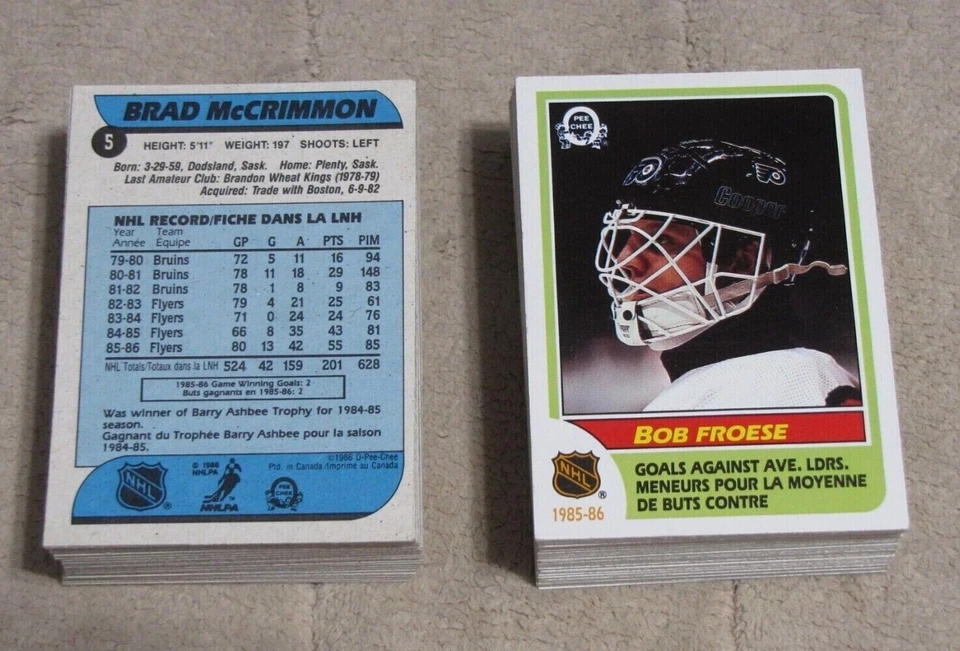 BRAD McCRIMMON
5
HEIGHT: 5'11" WEIGHT: 197 SHOOTS: LEFT
Born: 3-29-59, Dodsland, Sask. Home: Plenty, Sask.
Last Amateur Club: Brandon Wheat Kings (1978-79)
Acquired: Trade with Boston, 6-9-82
NHL RECORD/FICHE DANS LA LNH
Year Team
Année Équipe GP G A PTS PIM
79-80 Bruins 72 5 11 16 94
80-81 Bruins 78 11 18 29 148
81-82 Bruins 78 1 8 9 83
82-83 Flyers 79 4 21 25 61
83-84 Flyers 71 0 24 24 76
84-85 Flyers 66 8 35 43 81
85-86 Flyers 80 13 42 55 85
NHL Totals/Totaux dans la LNH 524 42 159 201 628
1985-86 Game Winning Goals: 2
Buts gagnants en 1985-86: 2
Was winner of Barry Ashbee Trophy for 1984-85
season.
Gagnant du Trophée Barry Ashbee pour la saison
1984-85.
©1986 O-Pee-Chee
Ptd. in Canada/Imprimé au Canada
NHL
®
© 1986
NHLPA
NHLPA
O
PEE
CHEE
O
PEE
CHEE
Cooper
BOB FROESE
NHL
®
1985-86
GOALS AGAINST AVE. LDRS.
MENEURS POUR LA MOYENNE
DE BUTS CONTRE